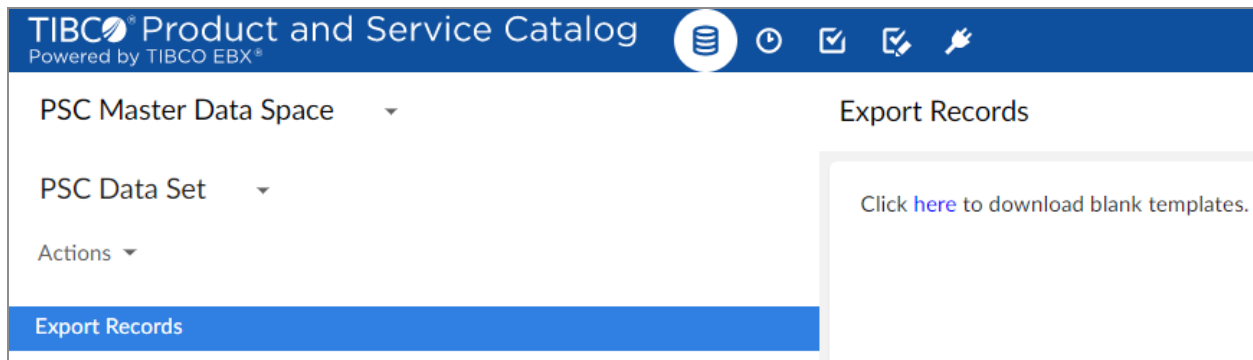 TIBCO® Product and Service Catalog
Powered by TIBCO EBX®
PSC Master Data Space
Export Records
PSC Data Set
Click here to download blank templates.
Actions
Export Records